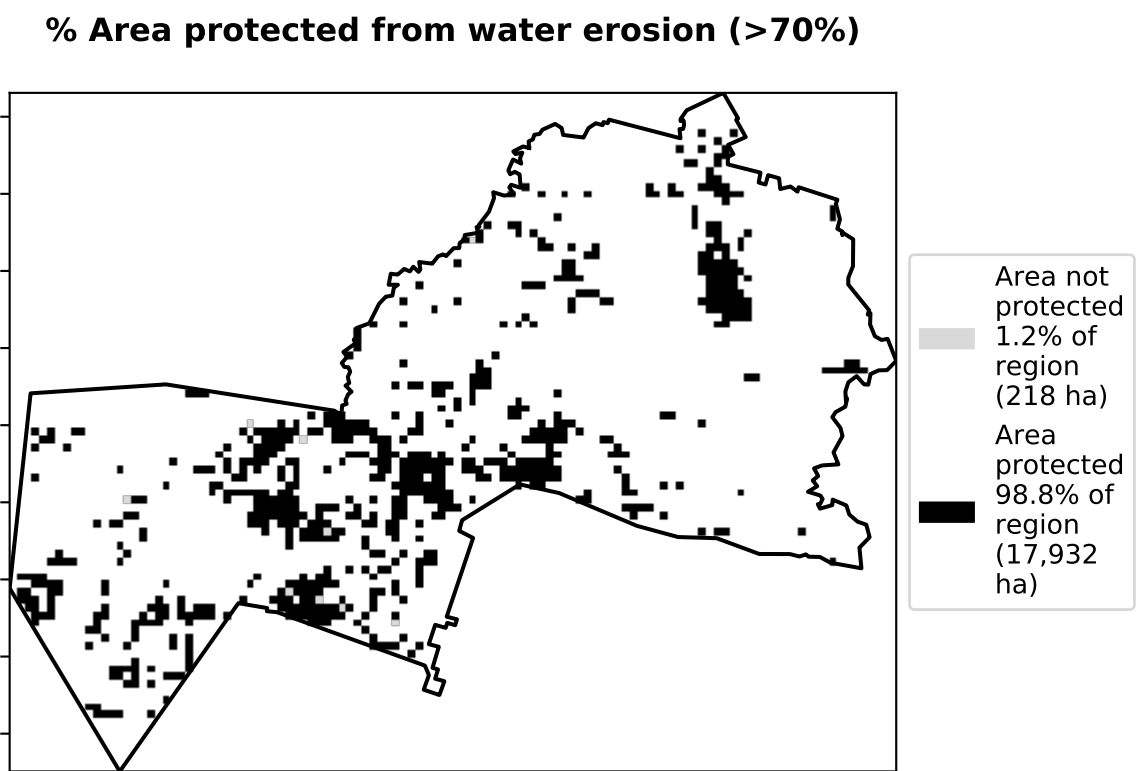 % Area protected from water erosion (>70%)
Area not
protected
1.2% of
region
(218 ha)
Area
protected
98.8% of
region
(17,932
ha)